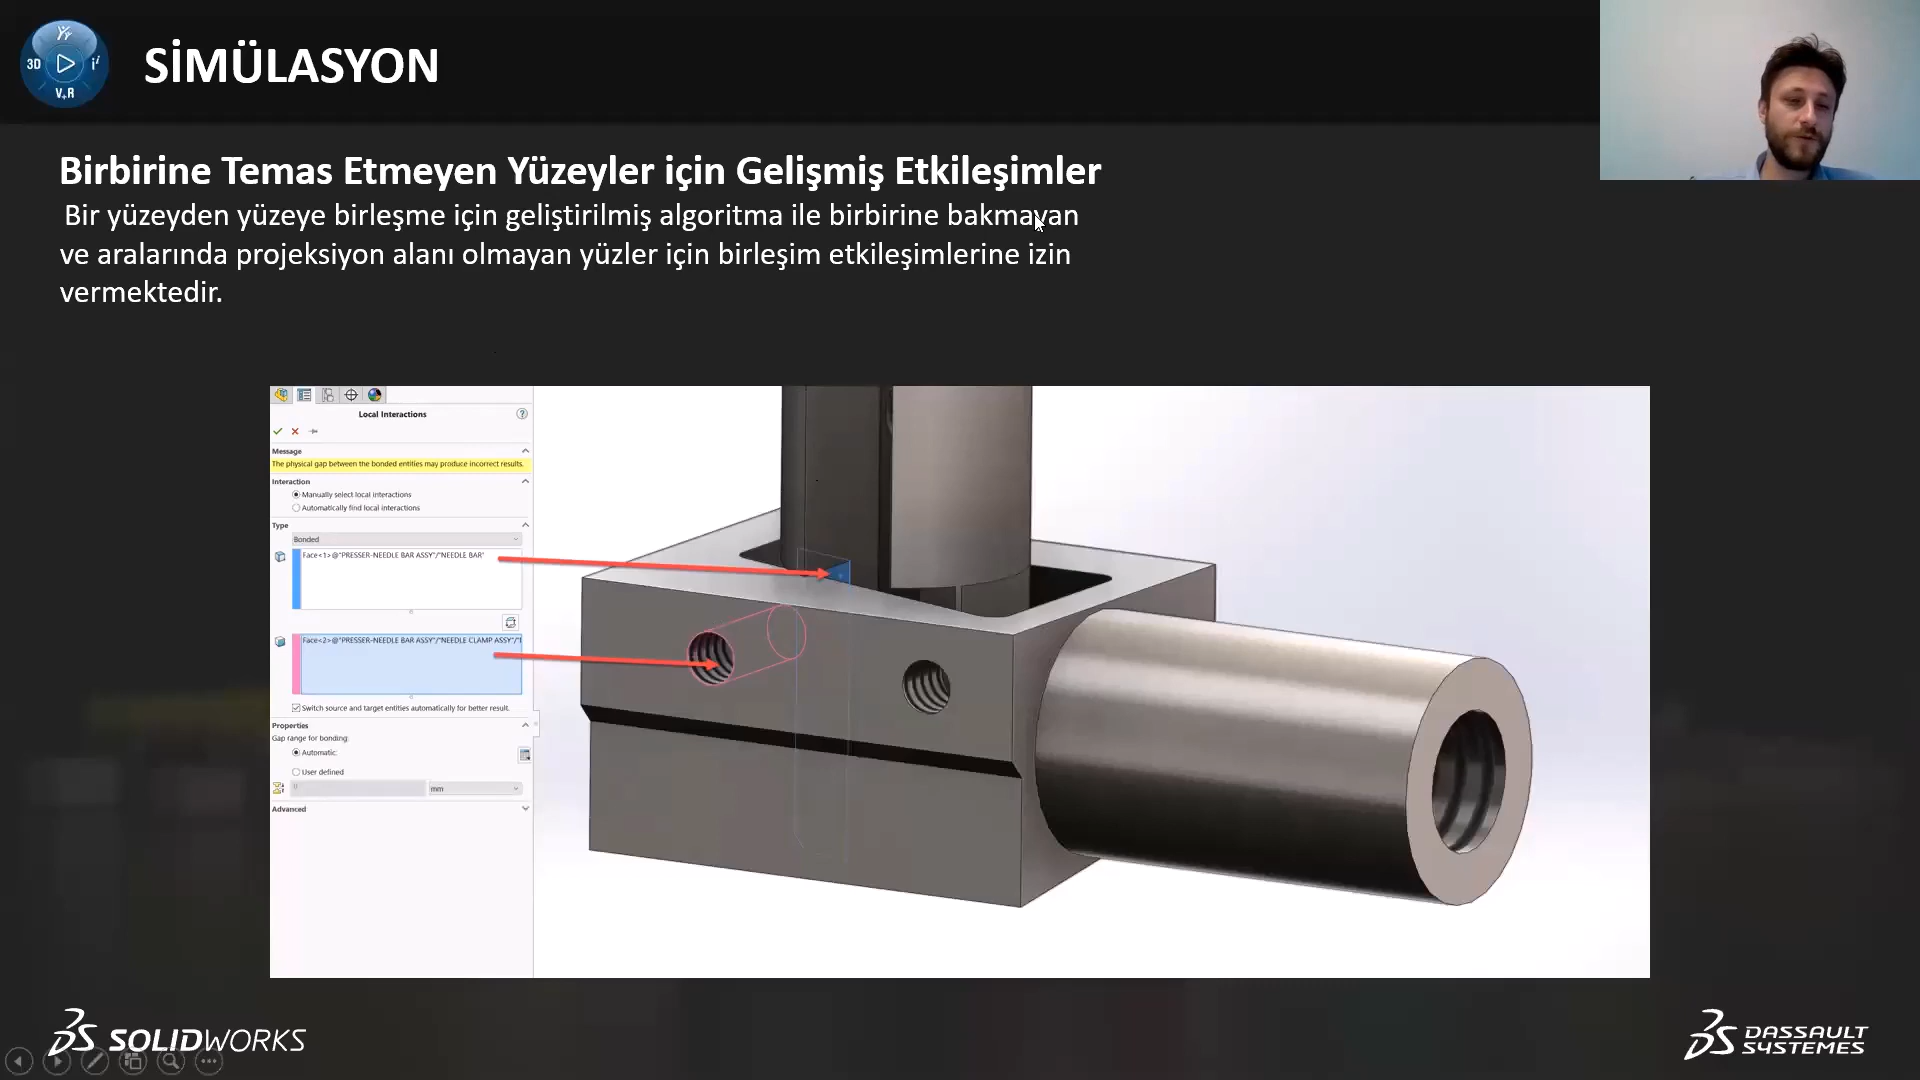 3D
V+R
SİMÜLASYON
Birbirine Temas Etmeyen Yüzeyler için Gelişmiş Etkileşimler
Bir yüzeyden yüzeye birleşme için geliştirilmiş algoritma ile birbirine bakmayan
ve aralarında projeksiyon alanı olmayan yüzler için birleşim etkileşimlerine izin
vermektedir.
Local Interactions
Message
The physical gap between the bonded entities may produce incorrect results.
Interaction
Manually select local interactions
Automatically find local interactions
Type
Bonded
Face<1>@"PRESSER-NEEDLE BAR ASSY"/"NEEDLE BAR"
Face<2>@"PRESSER-NEEDLE BAR ASSY"/"NEEDLE CLAMP ASSY"/"
Switch source and target entities automatically for better result.
Properties
Gap range for bonding:
Automatic:
User defined
0
mm
Advanced
SOLIDWORKS
DASSAULT
SYSTEMES